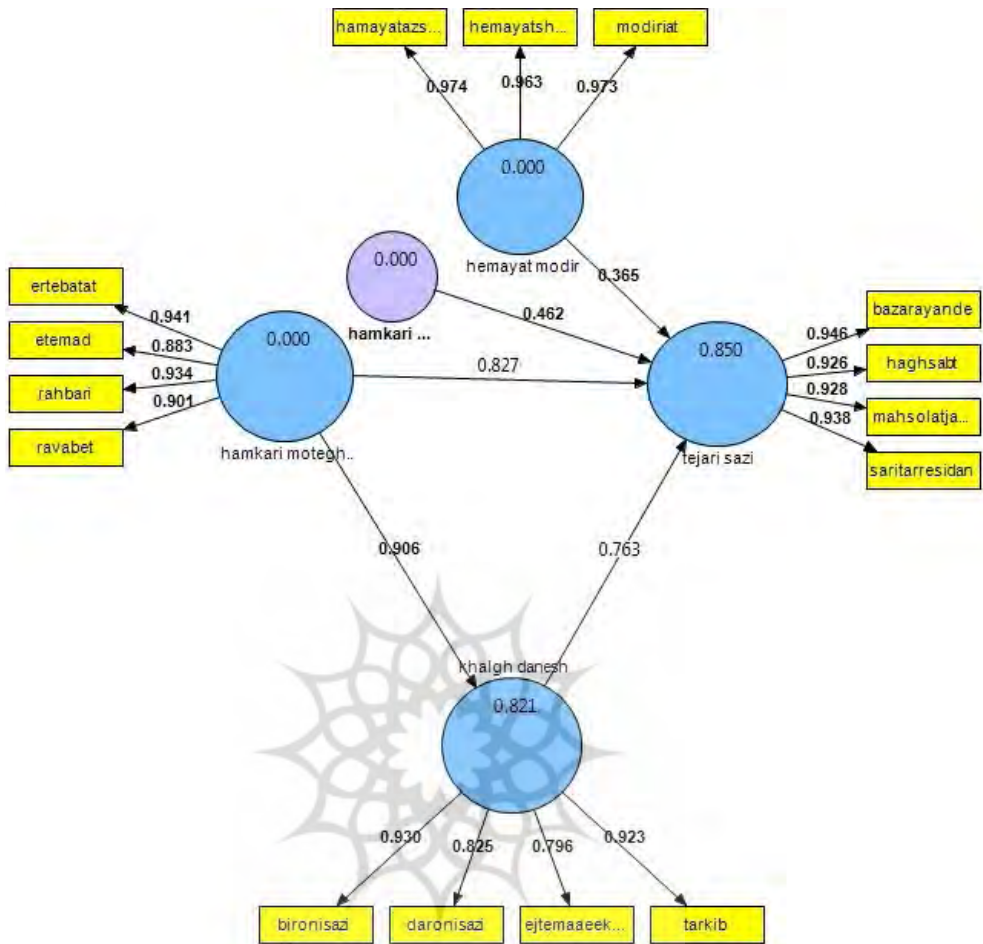 hamayatazs...
hemayatsh...
modiriat
0.974
0.963
0.973
0.000
hemayat modir
0.000
hamkari ...
0.365
0.462
ertebatat
etemad
rahbari
ravabet
0.941
0.883
0.934
0.901
0.000
hamkari motegh..
0.827
0.850
tejari sazi
0.946
0.926
0.928
0.938
bazarayande
haghsabt
mahsolatja...
saritarresidan
0.906
0.763
khalgh danesh
0.821
0.930
0.825
0.796
0.923
bironisazi
daronisazi
ejtemaaeek...
tarkib